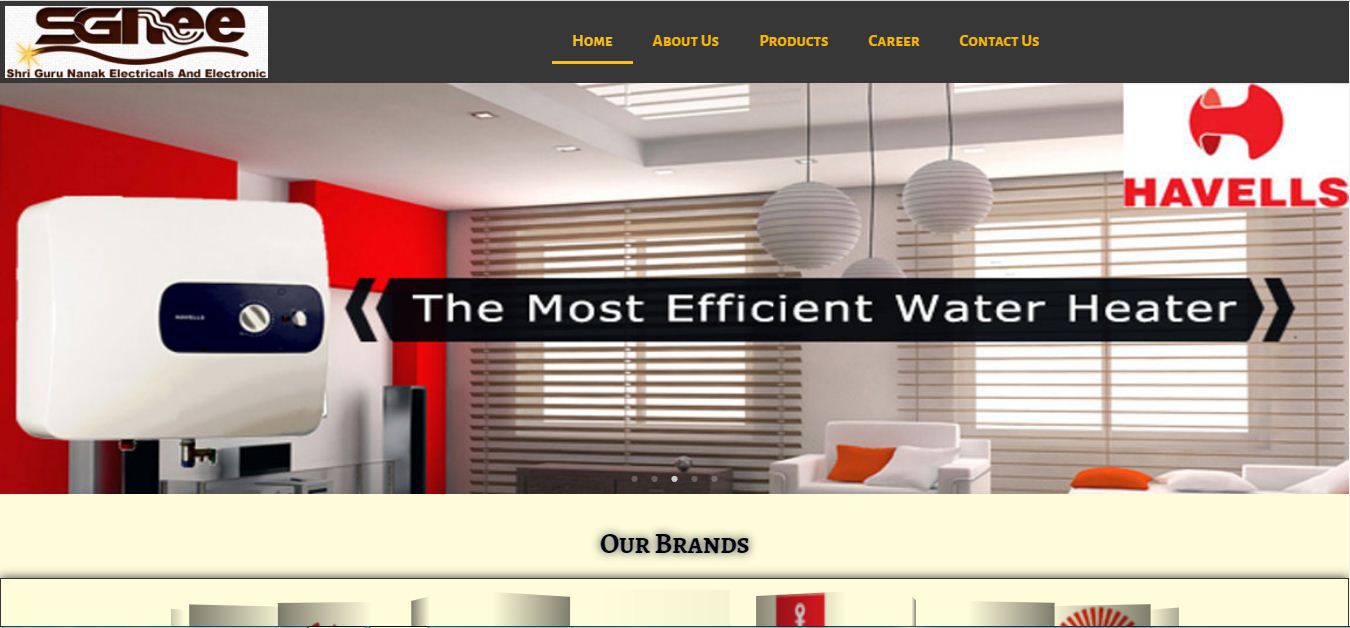 SGNee
Shri Guru Nanak Electricals And Electronic
Home
About Us
Products
Career
Contact Us
HAVELLS
HAVELLS
The Most Efficient Water Heater
Our Brands